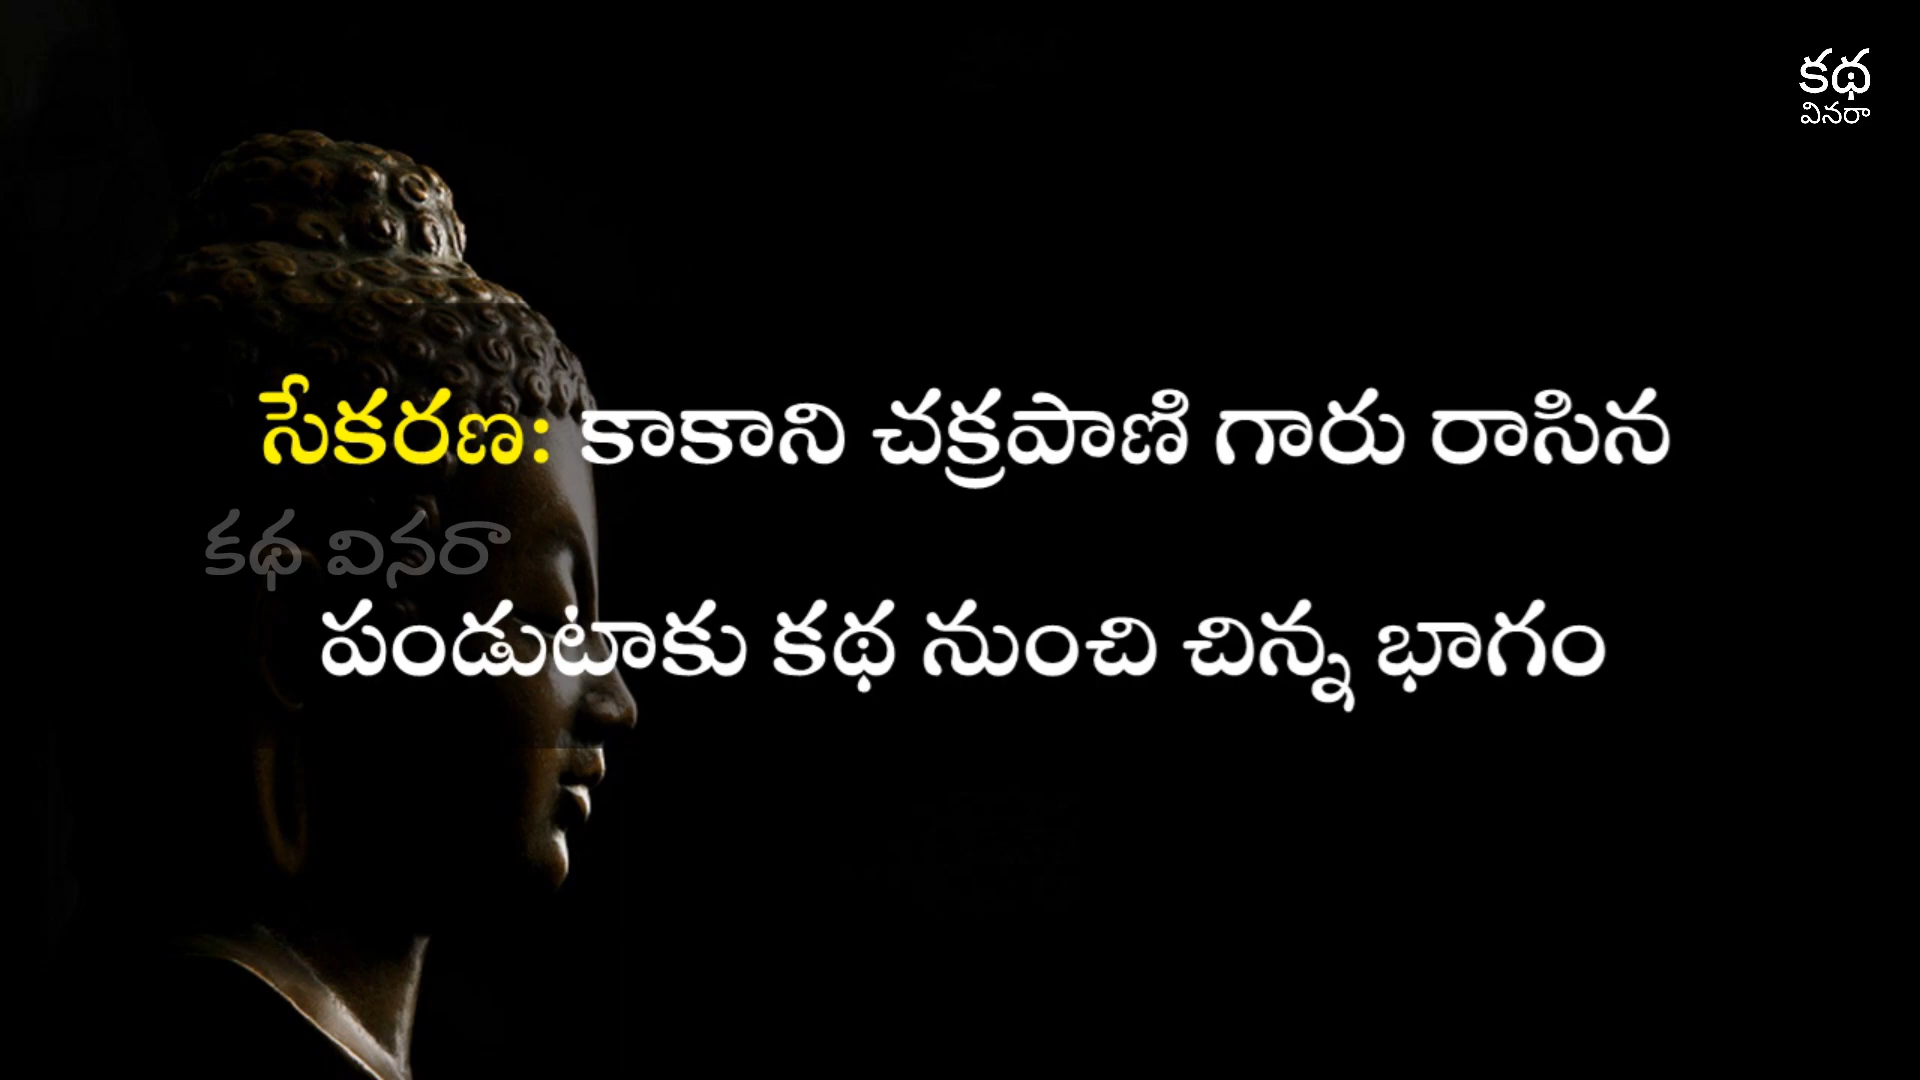 కథ
వినరా
సేకరణ: కాకాని చక్రపాణి గారు రాసిన
కథ వినరా
పండుటాకు కథ నుంచి చిన్న భాగం